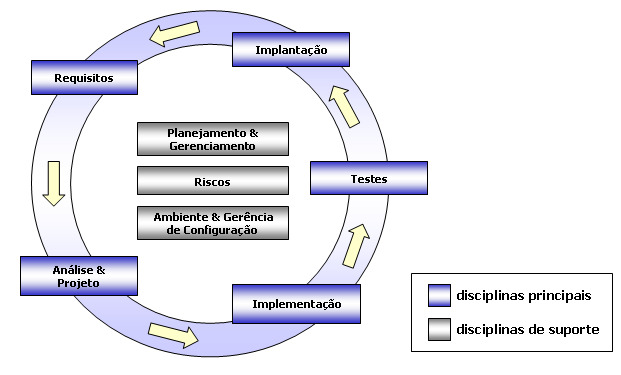 Implantação
Requisitos
Planejamento &
Gerenciamento
Riscos
Testes
Ambiente & Gerência
de Configuração
Análise &
Projeto
Implementação
disciplinas principais
disciplinas de suporte